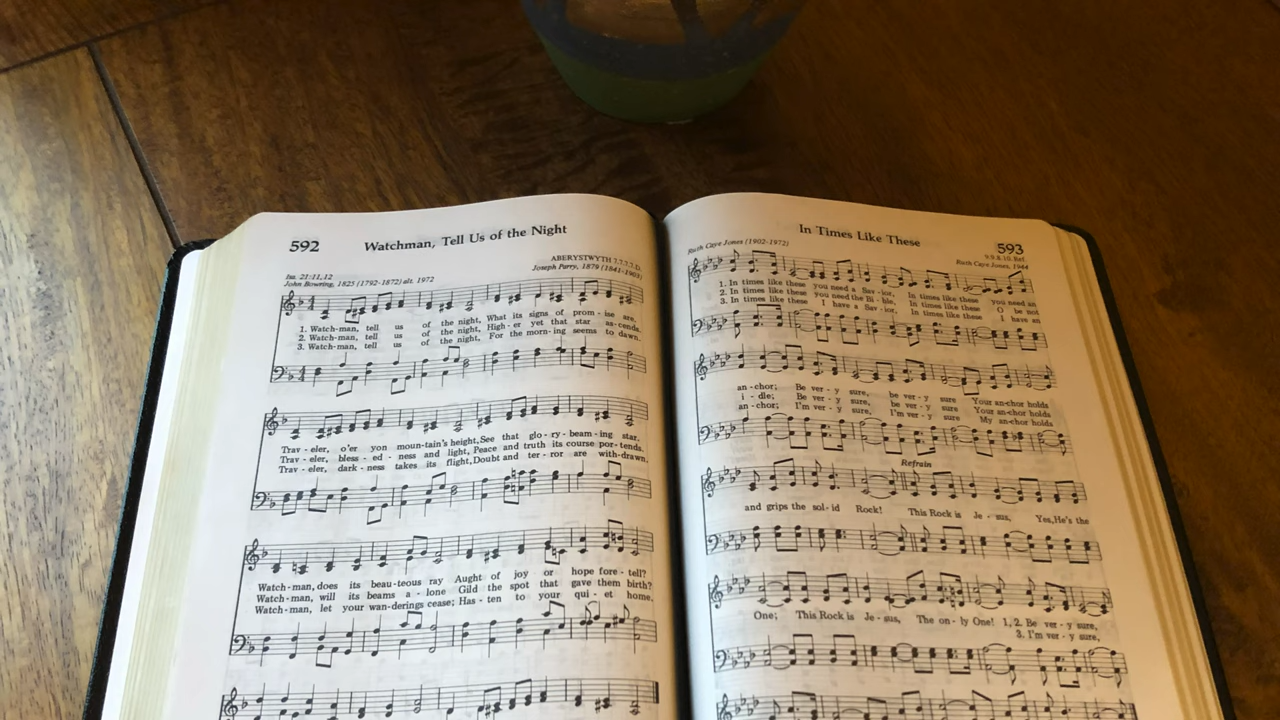 592
Watchman, Tell Us of the Night
ABERYSTWYTH 7.7.7.7.D.
Isa. 21:11,12
Joseph Parry, 1879 (1841-1903)
John Bowring, 1825 (1792-1872) alt. 1972
1. Watch-man, tell us of the night, What its signs of prom-ise are.
2. Watch-man, tell us of the night, High-er yet that star as-cends.
3. Watch-man, tell us of the night, For the morn-ing seems to dawn.
Trav-eler, o'er yon moun-tain's height, See that glo-ry-beam-ing star.
Trav-eler, bless-ed-ness and light, Peace and truth its course por-tends.
Trav-eler, dark-ness takes its flight, Doubt and ter-ror are with-drawn.
Watch-man, does its beau-teous ray Aught of joy or hope fore-tell?
Watch-man, will its beams a-lone Gild the spot that gave them birth?
Watch-man, let your wan-derings cease; Has-ten to your qui-et home.
In Times Like These
593
Ruth Caye Jones (1902-1972)
9.9.8.10. Ref.
Ruth Caye Jones, 1944
1. In times like these you need a Sav-ior, In times like these you need an
2. In times like these you need the Bi-ble, In times like these O be not
3. In times like these I have a Sav-ior, In times like these I have an
an-chor; Be ver-y sure, be ver-y sure Your an-chor holds
i-dle; Be ver-y sure, be ver-y sure Your an-chor holds
an-chor; I'm ver-y sure, I'm ver-y sure My an-chor holds
Refrain
and grips the sol-id Rock! This Rock is Je-sus, Yes, He's the
One; This Rock is Je-sus, The on-ly One! 1, 2. Be ver-y sure,
3. I'm ver-y sure,